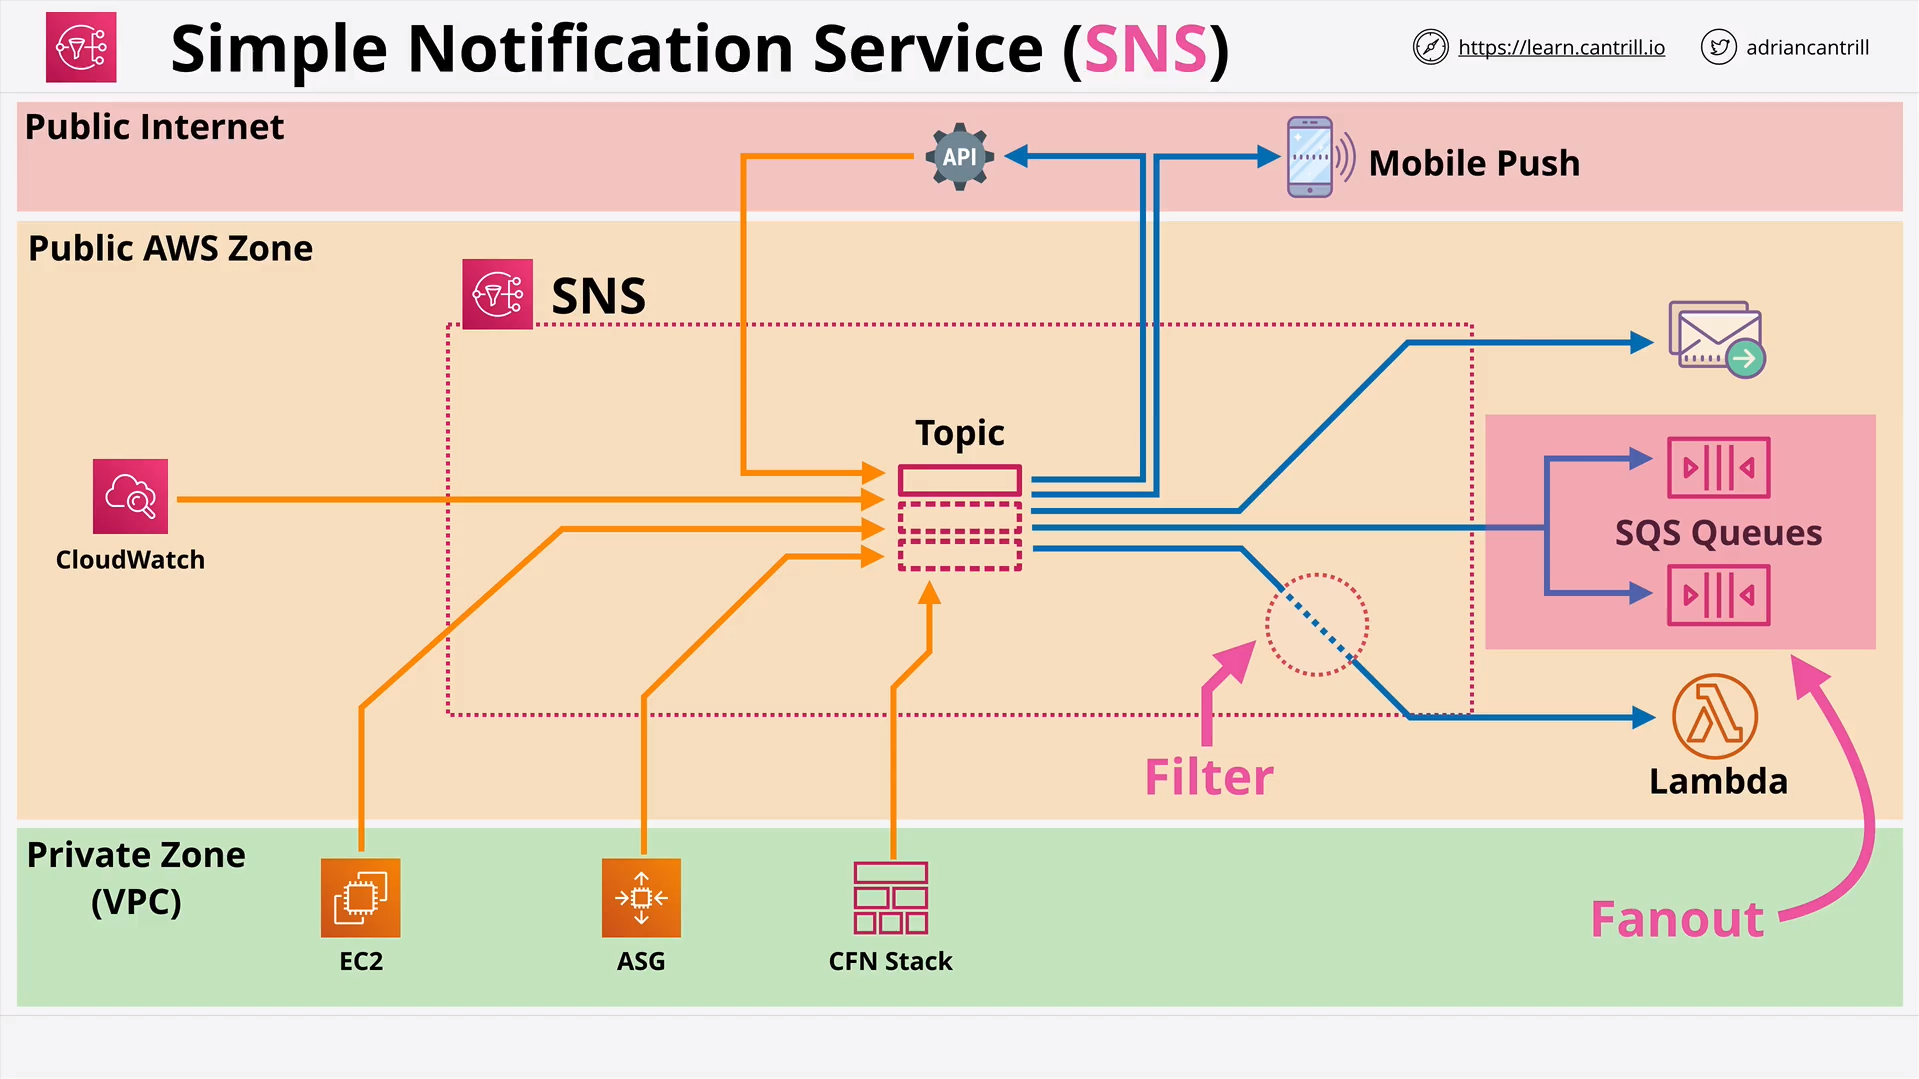 Simple Notification Service (SNS)
https://learn.cantrill.io
adriancantrill
Public Internet
API
Mobile Push
Public AWS Zone
SNS
Topic
CloudWatch
SQS Queues
Filter
Lambda
Private Zone
(VPC)
EC2
ASG
CFN Stack
Fanout